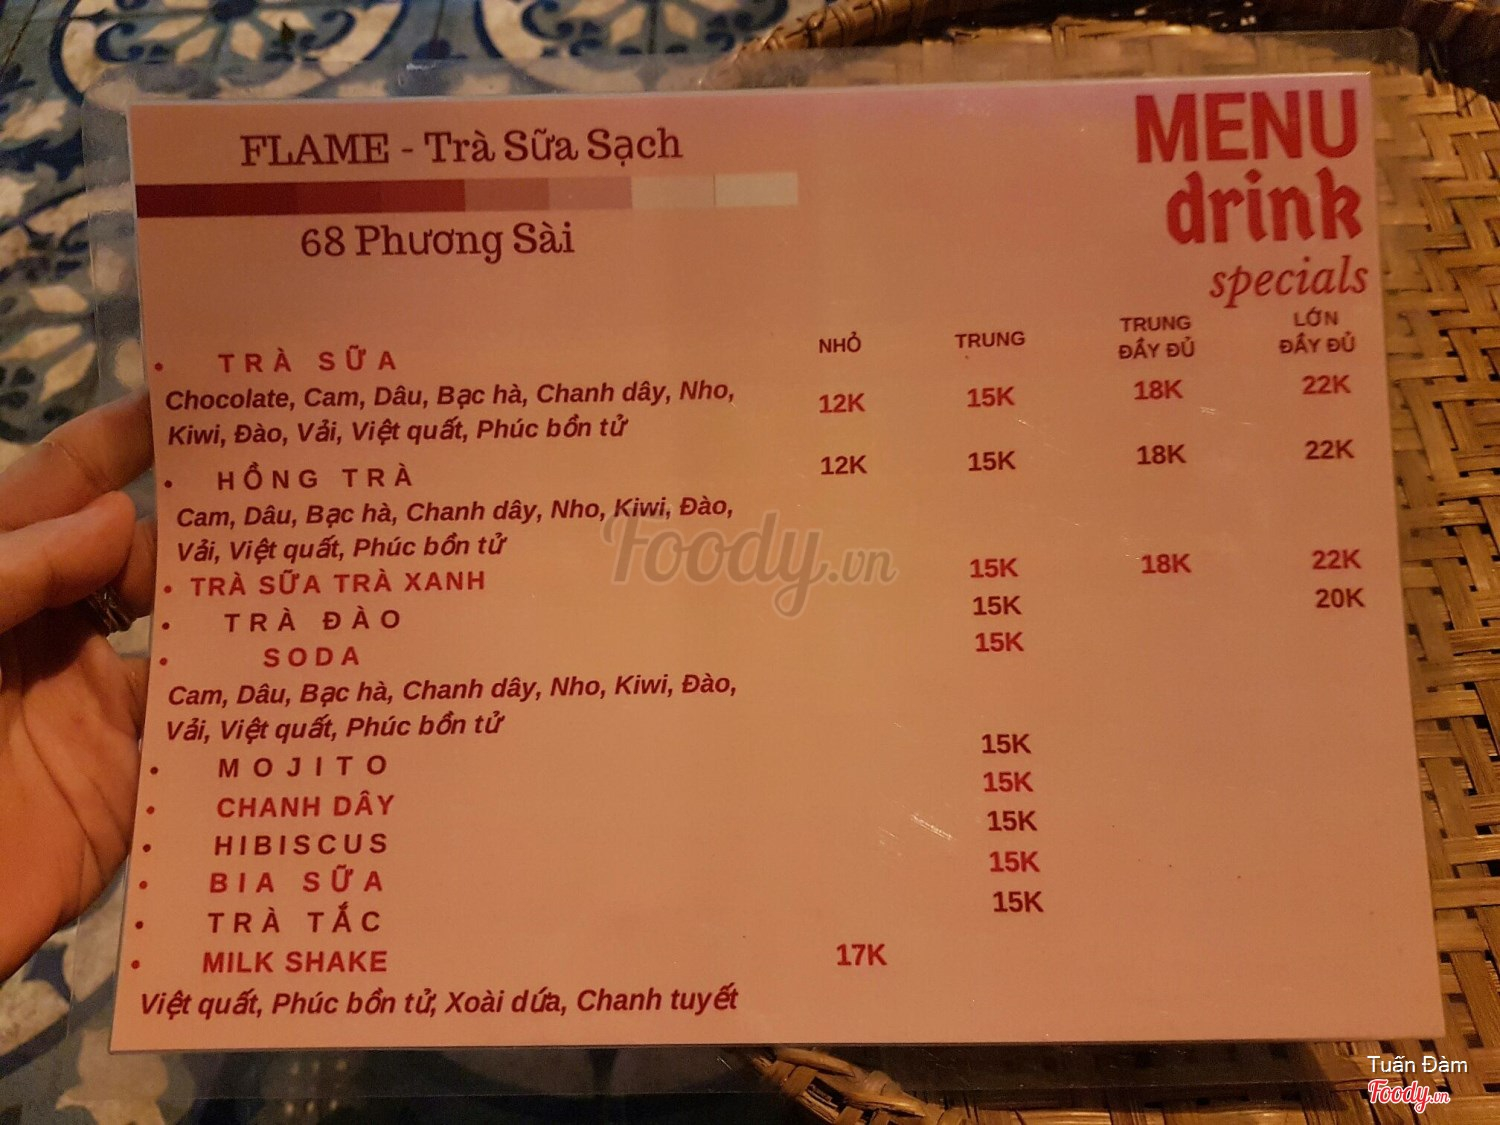 FLAME - Trà Sữa Sạch
68 Phương Sài
MENU
drink
specials
NHỎ TRUNG TRUNG ĐẦY ĐỦ LỚN ĐẦY ĐỦ
• TRÀ SỮA
Chocolate, Cam, Dâu, Bạc hà, Chanh dây, Nho, 12K 15K 18K 22K
Kiwi, Đào, Vải, Việt quất, Phúc bồn tử
• HỒNG TRÀ 12K 15K 18K 22K
Cam, Dâu, Bạc hà, Chanh dây, Nho, Kiwi, Đào,
Vải, Việt quất, Phúc bồn tử
• TRÀ SỮA TRÀ XANH 15K 18K 22K
• TRÀ ĐÀO 15K 20K
• SODA 15K
Cam, Dâu, Bạc hà, Chanh dây, Nho, Kiwi, Đào,
Vải, Việt quất, Phúc bồn tử
• MOJITO 15K
• CHANH DÂY 15K
• HIBISCUS 15K
• BIA SỮA 15K
• TRÀ TẮC 15K
• MILK SHAKE 17K
Việt quất, Phúc bồn tử, Xoài dứa, Chanh tuyết
Foody.vn
Tuấn Đàm
Foody.vn